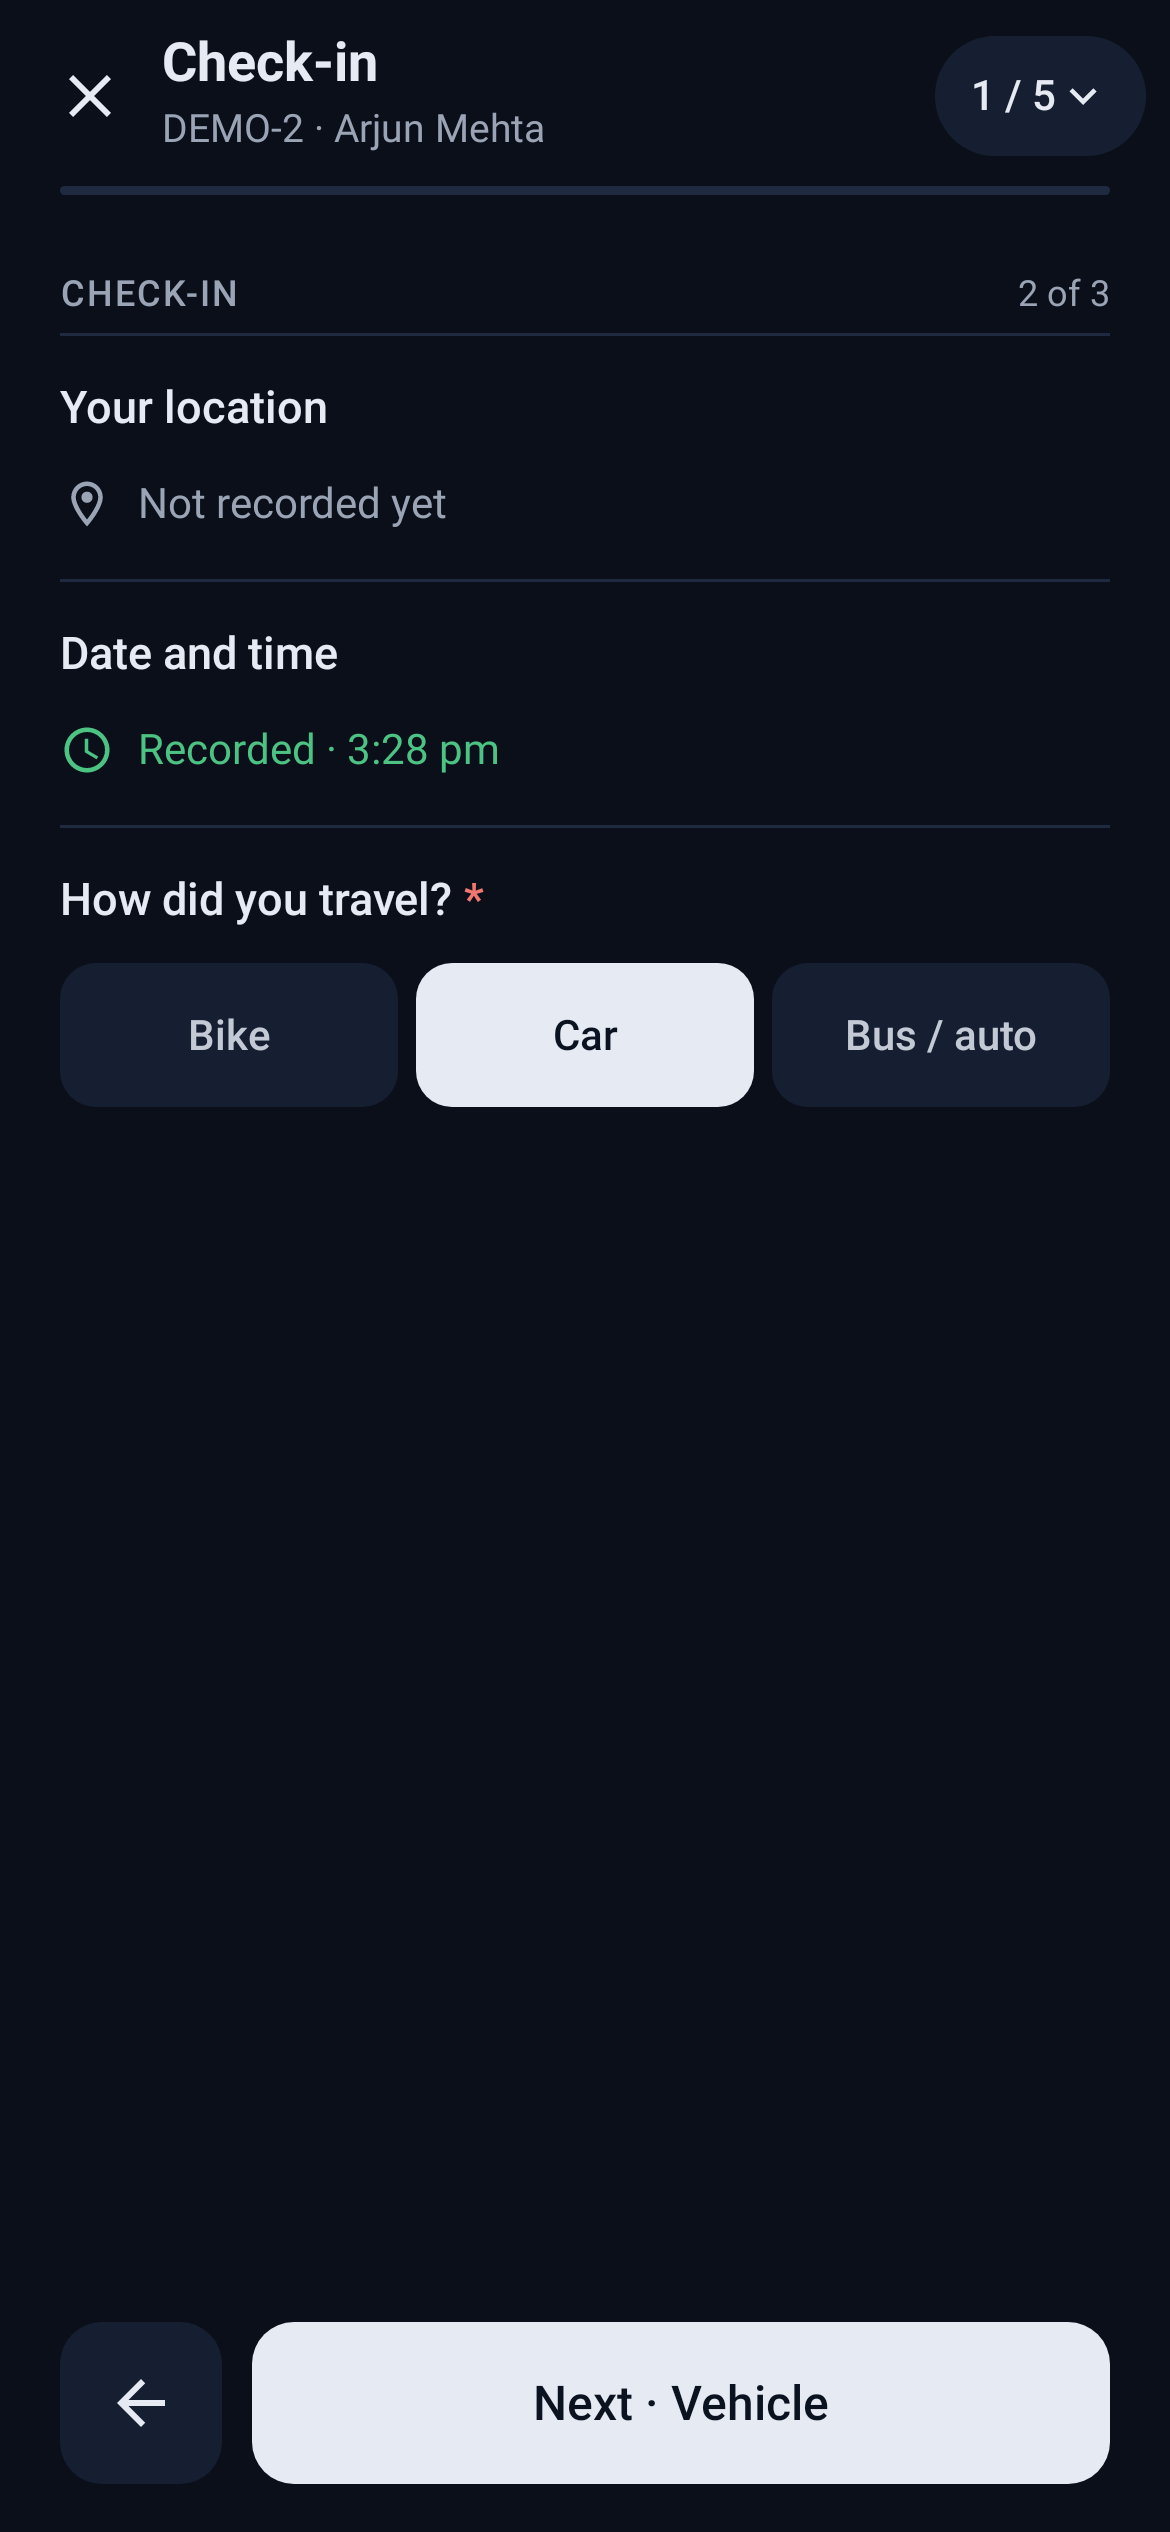 Check-in
DEMO-2 · Arjun Mehta
1 / 5
CHECK-IN
2 of 3
Your location
Not recorded yet
Date and time
Recorded · 3:28 pm
How did you travel? *
Bike
Car
Bus / auto
Next · Vehicle